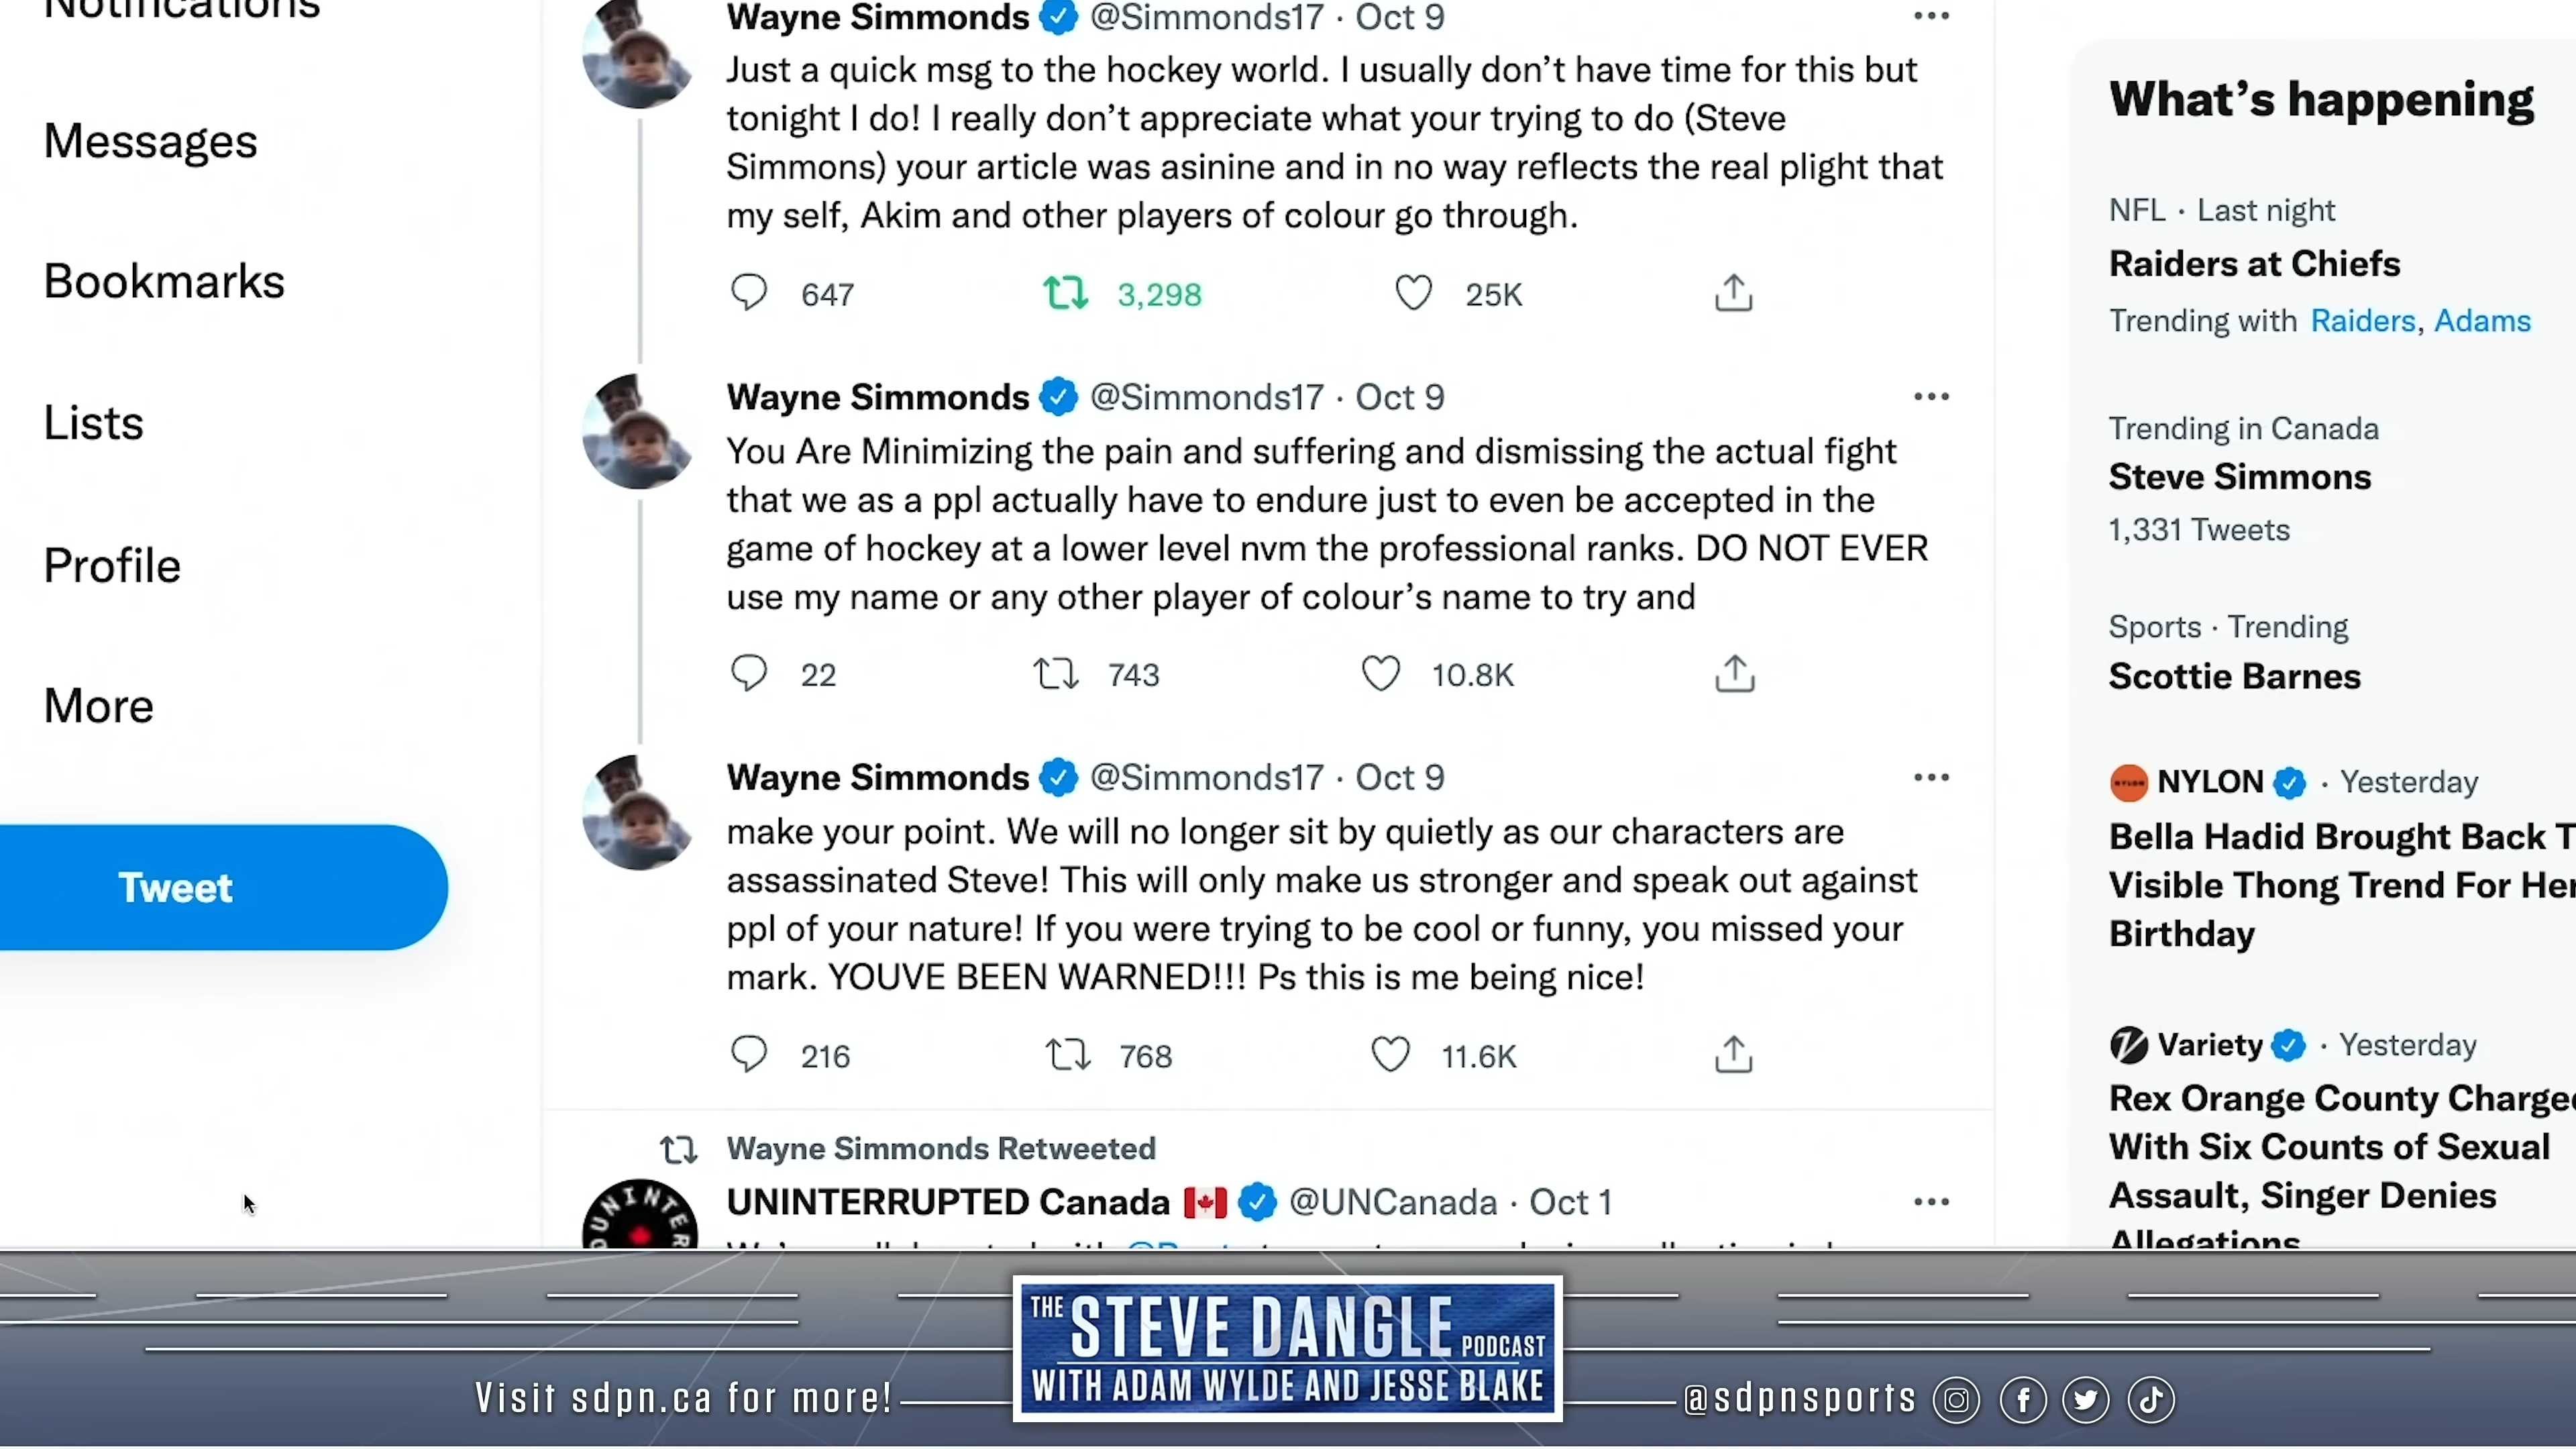 Notifications
Messages
Bookmarks
Lists
Profile
More
Tweet
Wayne Simmonds @Simmonds17 · Oct 9
Just a quick msg to the hockey world. I usually don’t have time for this but
tonight I do! I really don’t appreciate what your trying to do (Steve
Simmons) your article was asinine and in no way reflects the real plight that
my self, Akim and other players of colour go through.
647 3,298 25K
Wayne Simmonds @Simmonds17 · Oct 9
You Are Minimizing the pain and suffering and dismissing the actual fight
that we as a ppl actually have to endure just to even be accepted in the
game of hockey at a lower level nvm the professional ranks. DO NOT EVER
use my name or any other player of colour’s name to try and
22 743 10.8K
Wayne Simmonds @Simmonds17 · Oct 9
make your point. We will no longer sit by quietly as our characters are
assassinated Steve! This will only make us stronger and speak out against
ppl of your nature! If you were trying to be cool or funny, you missed your
mark. YOUVE BEEN WARNED!!! Ps this is me being nice!
216 768 11.6K
Wayne Simmonds Retweeted
UNINTERRUPTED Canada @UNCanada · Oct 1
What’s happening
NFL · Last night
Raiders at Chiefs
Trending with Raiders, Adams
Trending in Canada
Steve Simmons
1,331 Tweets
Sports · Trending
Scottie Barnes
NYLON · Yesterday
Bella Hadid Brought Back T
Visible Thong Trend For Her
Birthday
Variety · Yesterday
Rex Orange County Charged
With Six Counts of Sexual
Assault, Singer Denies
Allegations
Visit sdpn.ca for more!
THE STEVE DANGLE PODCAST
WITH ADAM WYLDE AND JESSE BLAKE
@sdpnsports